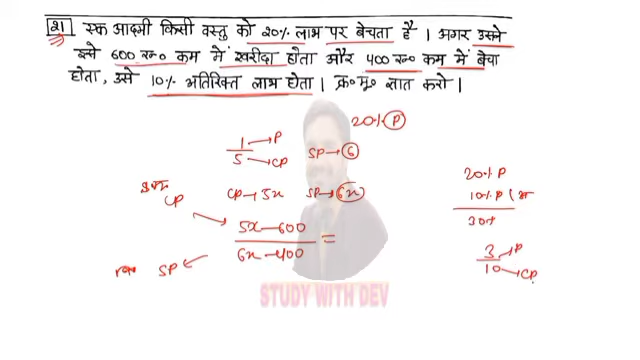 21 एक आदमी किसी वस्तु को 20% लाभ पर बेचता है । अगर उसने
इसे 600 रू० कम में खरीदा होता और 400 रू० कम में बेचा
होता, उसे 10% अतिरिक्त लाभ होता । क्र० मू० ज्ञात करो ।
20% P
1 → P
5 → CP
SP → 6
CP → 5x SP → 6x
CP
5x - 600
6x - 400
=
SP
20% P
10% P
30%
3 → P
10 → CP
STUDY WITH DEV